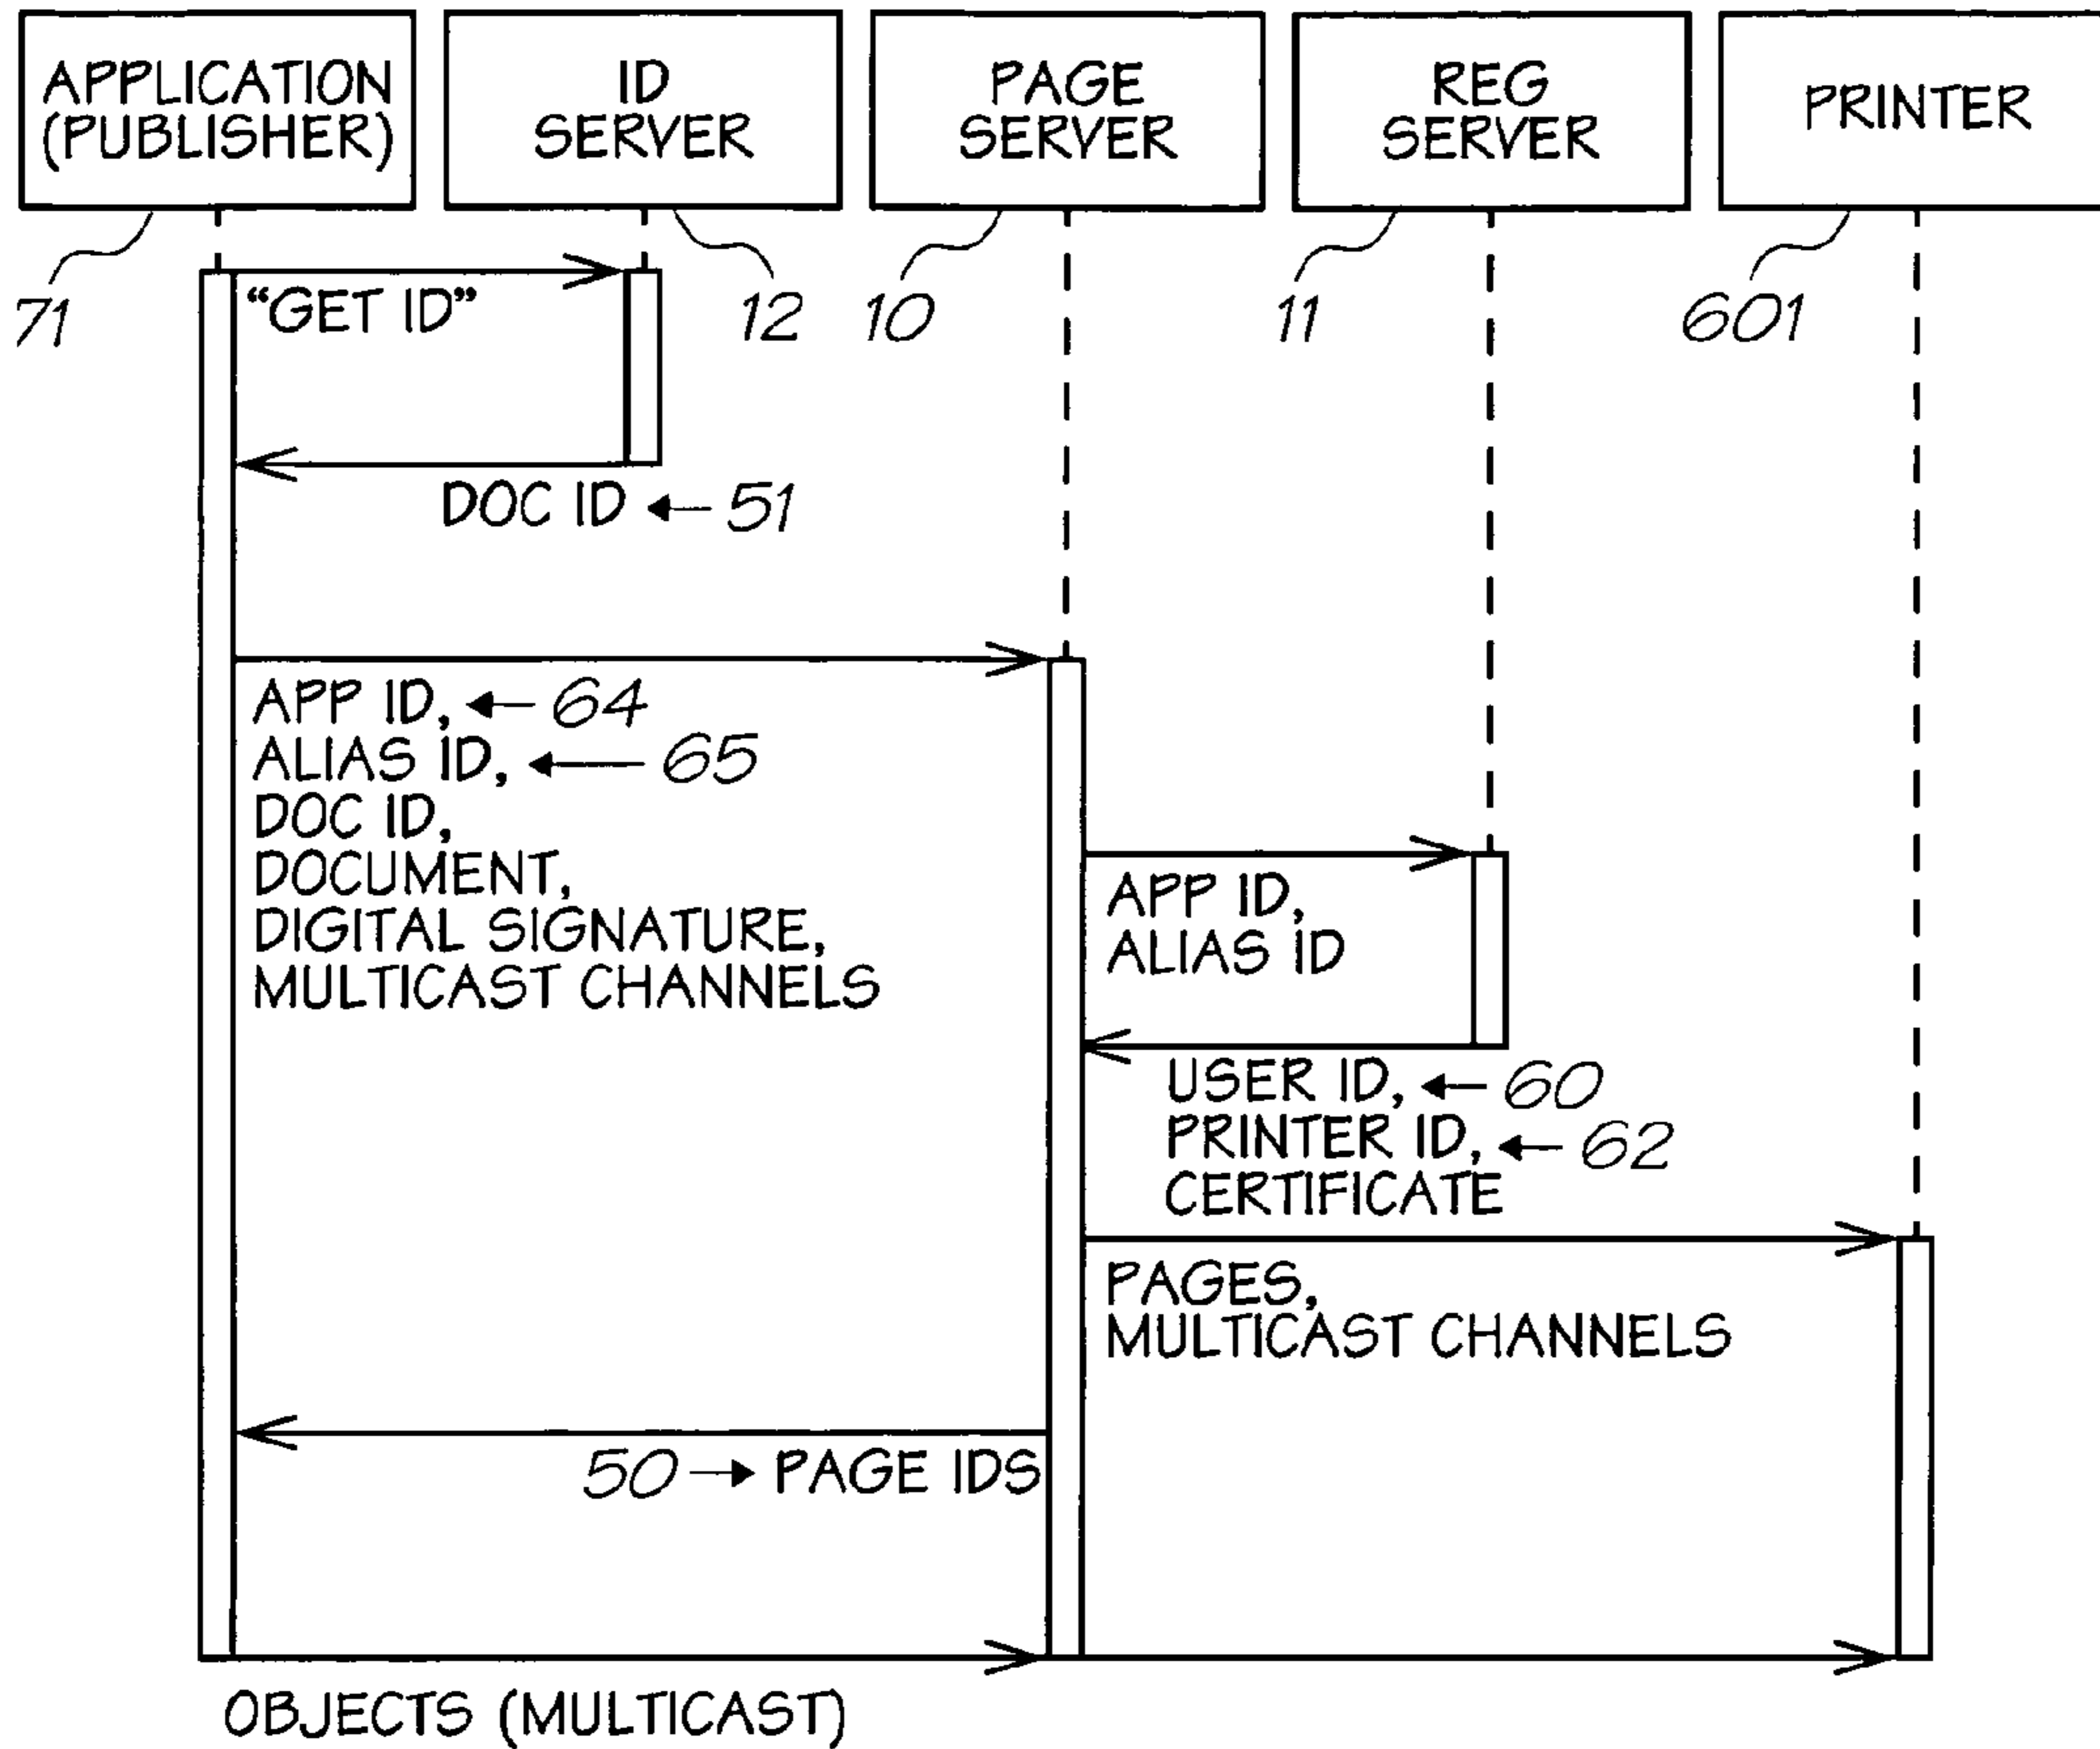 APPLICATION
(PUBLISHER)
ID
SERVER
PAGE
SERVER
REG
SERVER
PRINTER
71
12
10
11
601
“GET ID”
DOC ID
51
APP ID,
64
ALIAS ID,
65
DOC ID,
DOCUMENT,
DIGITAL SIGNATURE,
MULTICAST CHANNELS
APP ID,
ALIAS ID
USER ID,
60
PRINTER ID,
62
CERTIFICATE
PAGES,
MULTICAST CHANNELS
50
PAGE IDS
OBJECTS (MULTICAST)